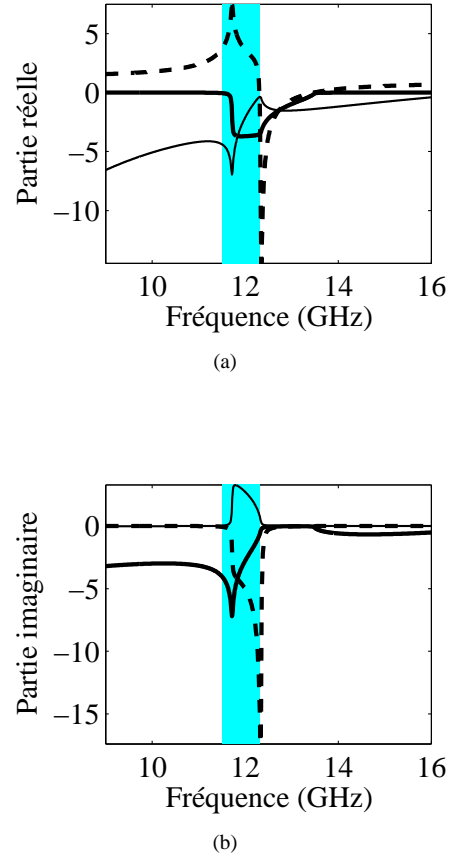 5
0
−5
−10
Partie réelle
10 12 14 16
Fréquence (GHz)
(a)
0
−5
−10
−15
Partie imaginaire
10 12 14 16
Fréquence (GHz)
(b)